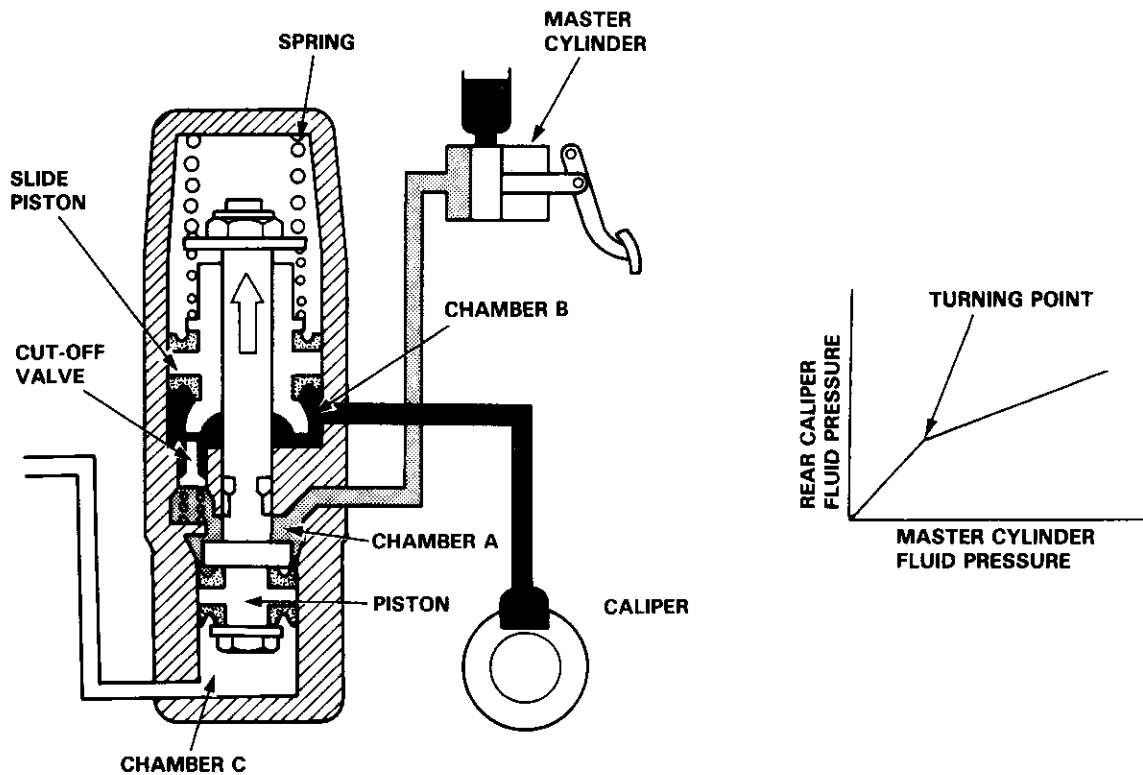 MASTER
CYLINDER
SPRING
SLIDE
PISTON
CHAMBER B
CUT-OFF
VALVE
CHAMBER A
PISTON
CALIPER
CHAMBER C
TURNING POINT
REAR CALIPER
FLUID PRESSURE
MASTER CYLINDER
FLUID PRESSURE